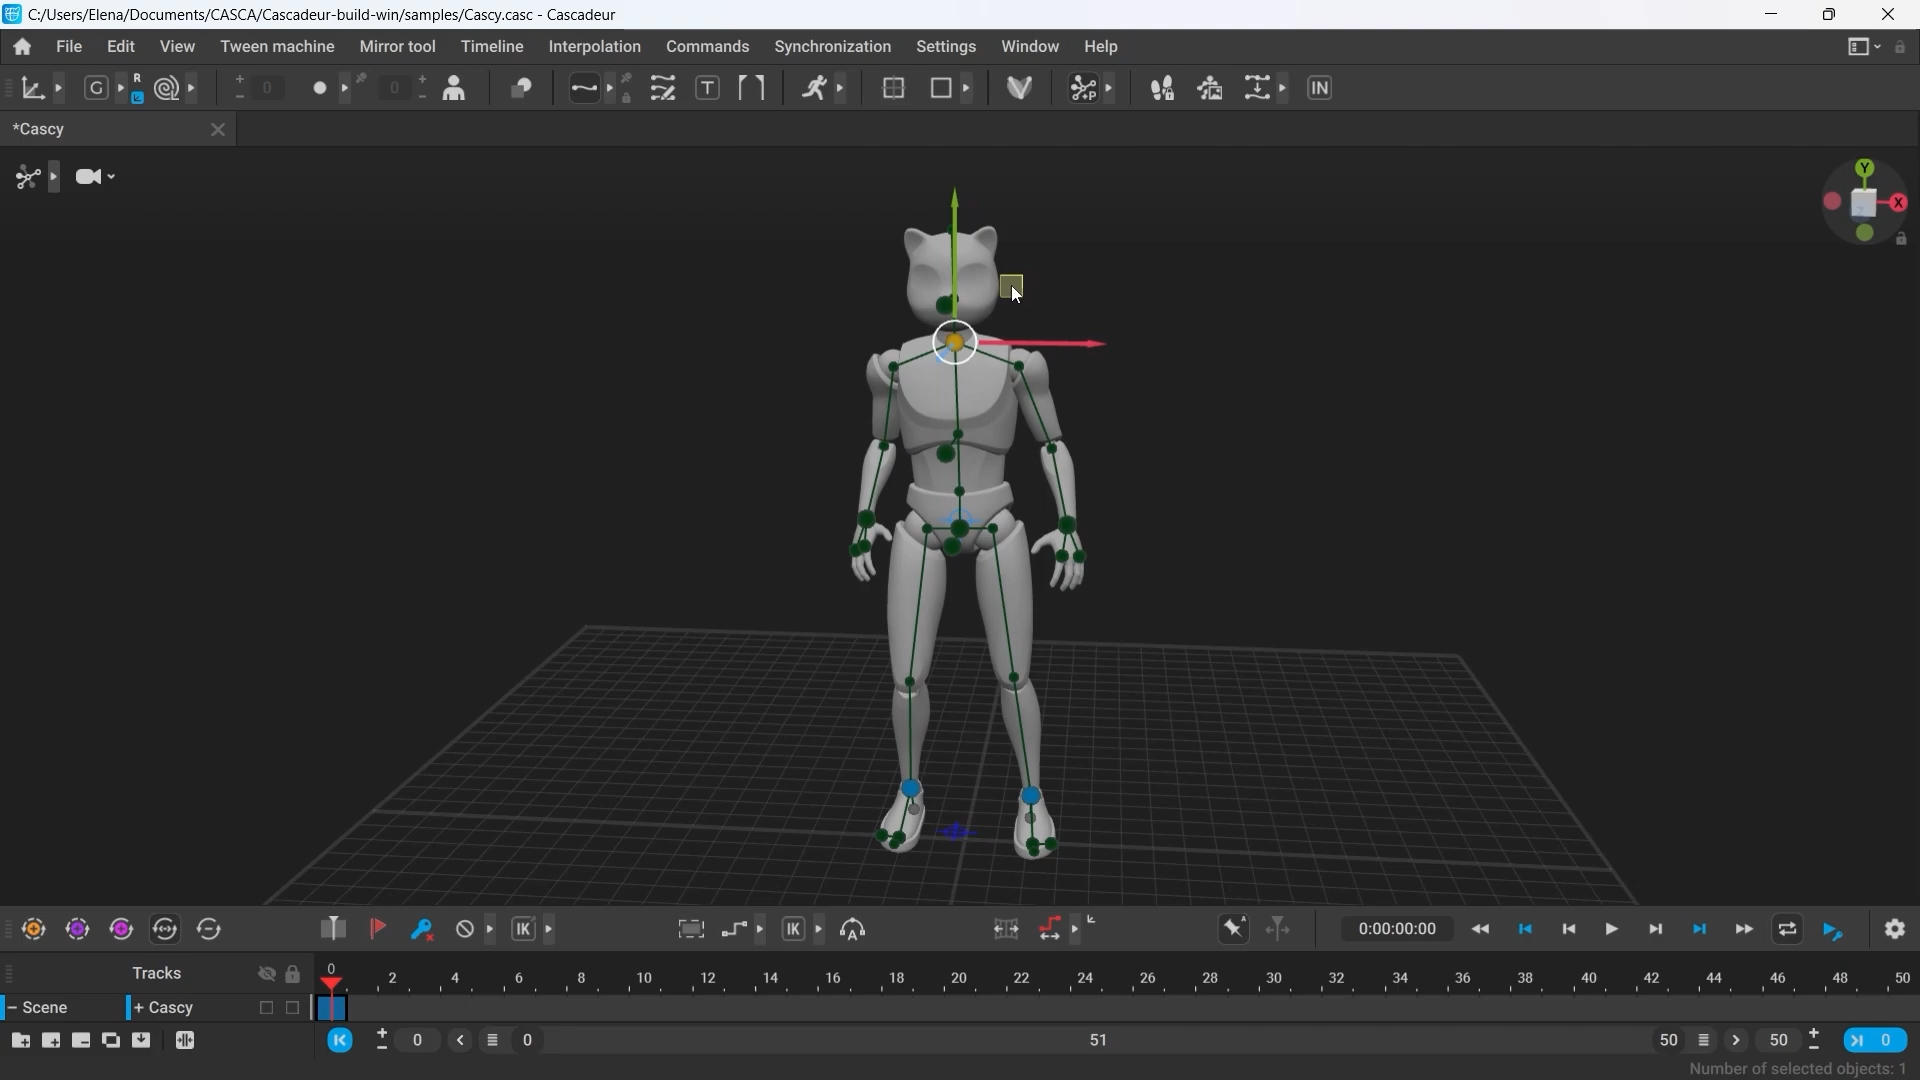 C:/Users/Elena/Documents/CASCA/Cascadeur-build-win/samples/Cascy.casc - Cascadeur
File Edit View Tween machine Mirror tool Timeline Interpolation Commands Synchronization Settings Window Help
G R 0 0 T P IN
*Cascy
Y
X
Z
IK IK A 0:00:00:00
Tracks 0 2 4 6 8 10 12 14 16 18 20 22 24 26 28 30 32 34 36 38 40 42 44 46 48 50
- Scene + Cascy
0 0 51 50 50 0
Number of selected objects: 1